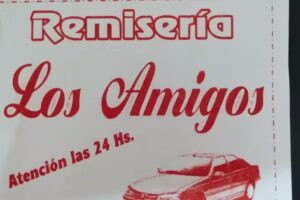 Remisería
Los Amigos
Atención las 24 Hs.